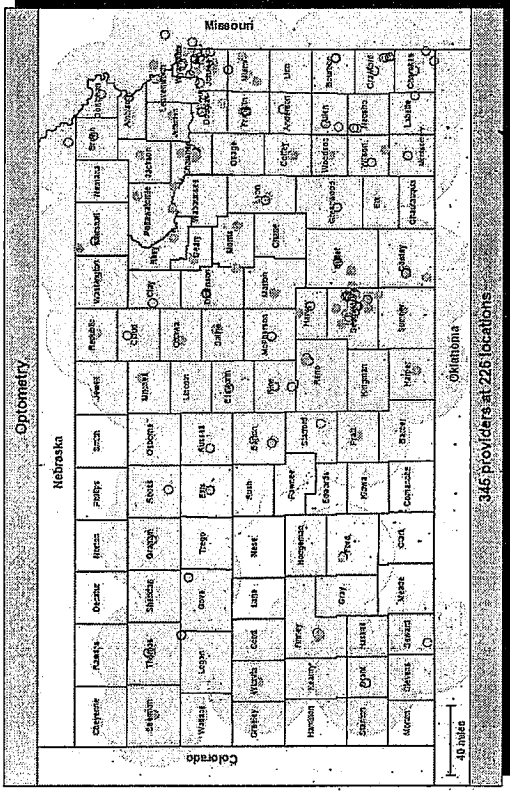 Optometry
Nebraska
Missouri
Colorado
Oklahoma
Cheyenne
Rawlins
Decatur
Norton
Phillips
Smith
Jewell
Republic
Washington
Marshall
Nemaha
Brown
Sherman
Thomas
Sheridan
Graham
Rooks
Osborne
Mitchell
Cloud
Clay
Riley
Pottawatomie
Jackson
Atchison
Wallace
Logan
Gove
Trego
Ellis
Russell
Lincoln
Ottawa
Dickinson
Geary
Wabaunsee
Jefferson
Leavenworth
Greeley
Wichita
Scott
Lane
Ness
Rush
Barton
Ellsworth
Saline
Morris
Osage
Douglas
Hamilton
Kearny
Finney
Hodgeman
Pawnee
Rice
McPherson
Marion
Chase
Lyon
Coffey
Franklin
Miami
Anderson
Linn
Stanton
Grant
Haskell
Gray
Ford
Edwards
Stafford
Reno
Harvey
Butler
Greenwood
Woodson
Allen
Bourbon
Kiowa
Pratt
Kingman
Sedgwick
Elk
Wilson
Neosho
Crawford
Morton
Stevens
Seward
Meade
Clark
Comanche
Barber
Harper
Sumner
Cowley
Chautauqua
Montgomery
Labette
Cherokee
40 miles
345 providers at 226 locations